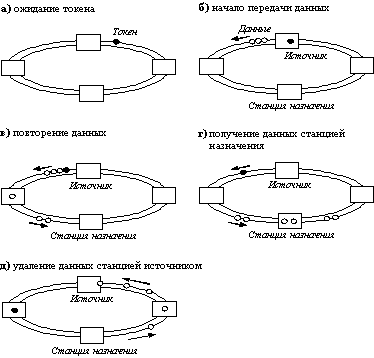 а) ожидание токена
Токен
б) начало передачи данных
Данные
Источник
Станция назначения
в) повторение данных
Источник
Станция назначения
г) получение данных станцией
назначения
Источник
Станция назначения
д) удаление данных станцией источником
Источник
Станция назначения